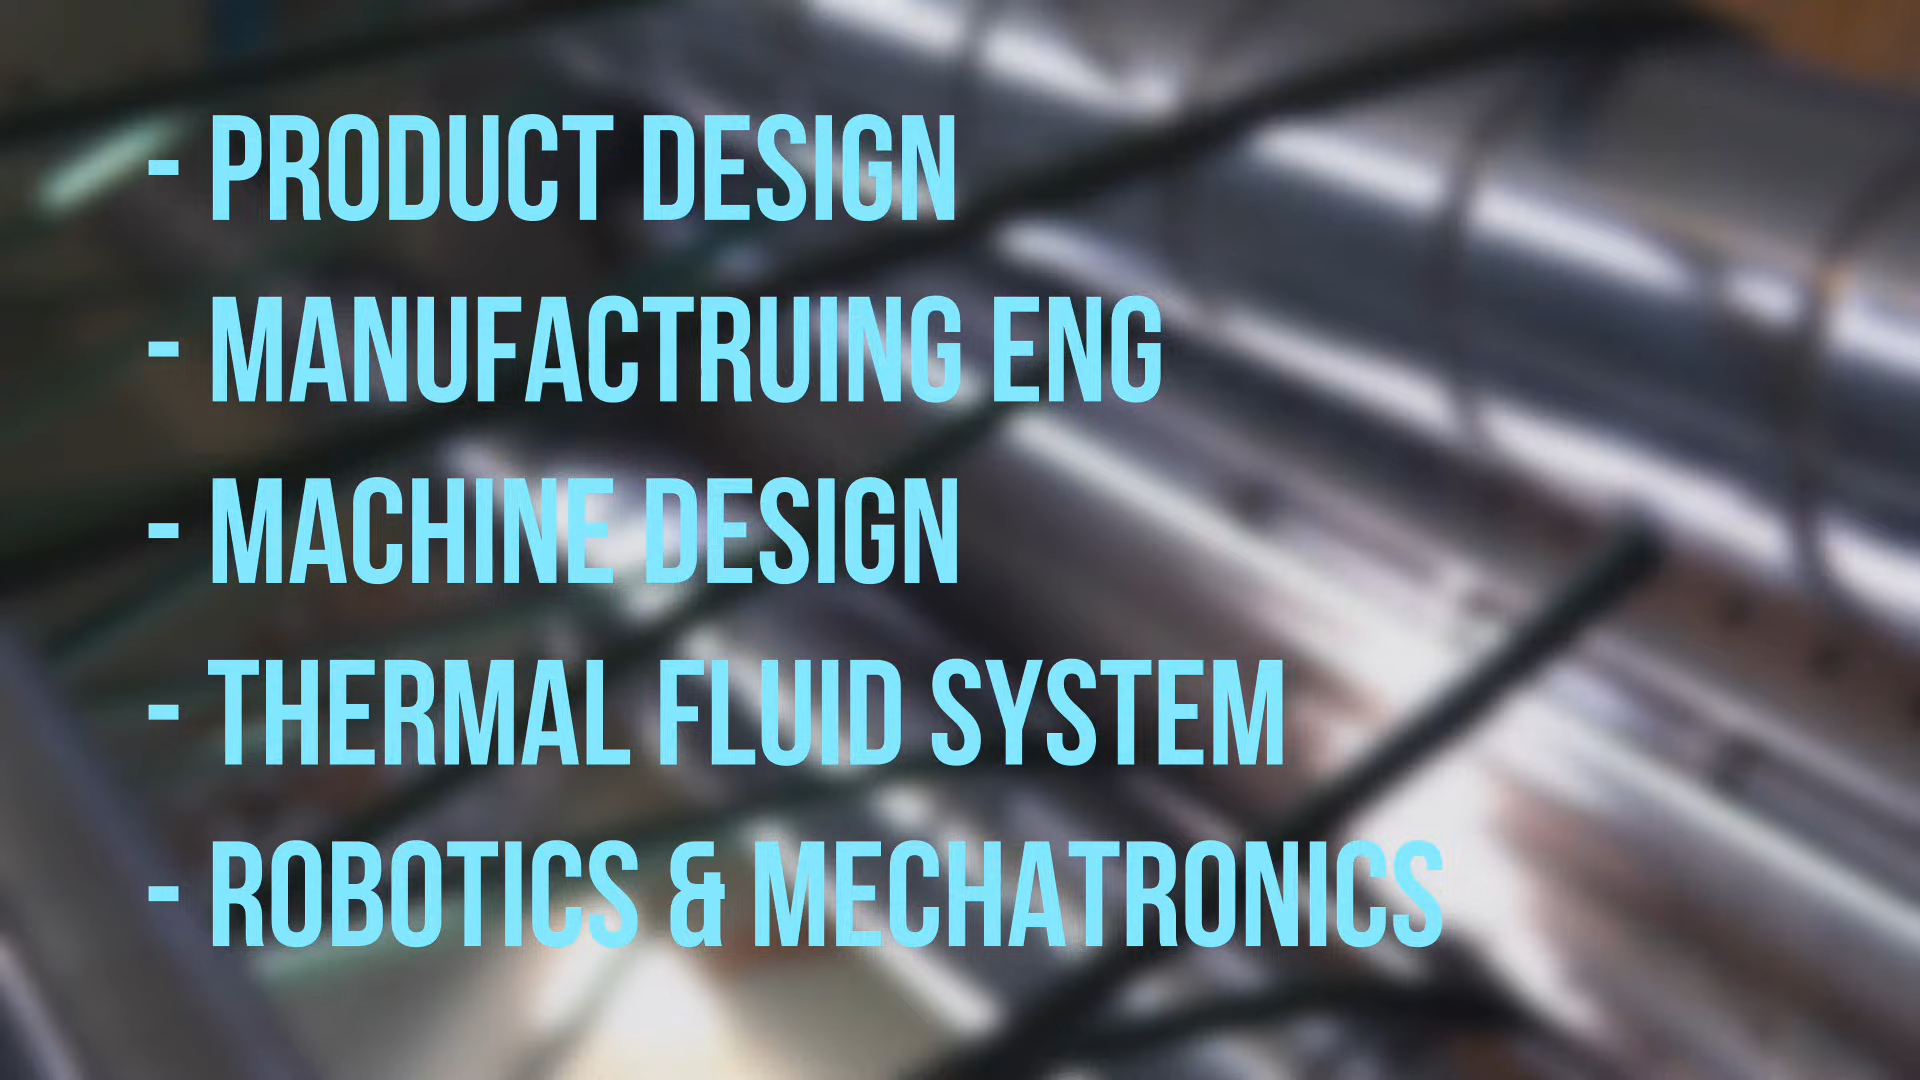 - PRODUCT DESIGN
- MANUFACTRUING ENG
- MACHINE DESIGN
- THERMAL FLUID SYSTEM
- ROBOTICS & MECHATRONICS